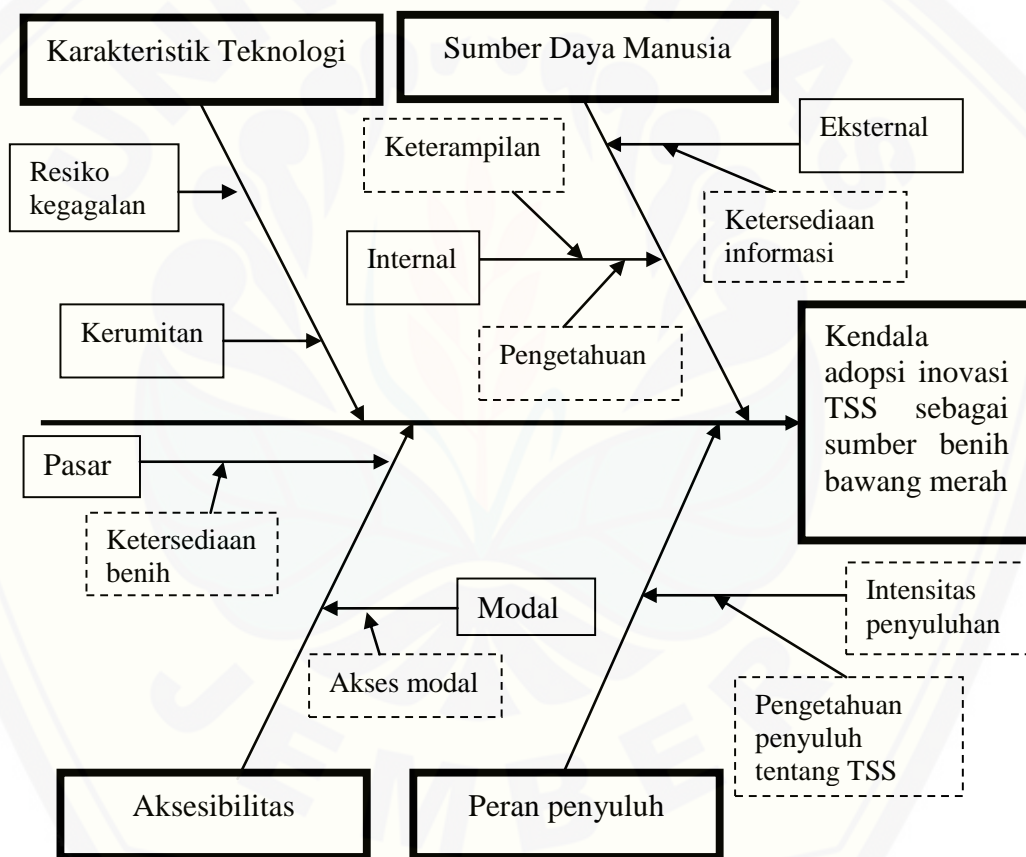 Karakteristik Teknologi
Sumber Daya Manusia
Resiko
kegagalan
Keterampilan
Eksternal
Ketersediaan
informasi
Internal
Kerumitan
Pengetahuan
Kendala
adopsi inovasi
TSS sebagai
sumber benih
bawang merah
Pasar
Ketersediaan
benih
Modal
Akses modal
Intensitas
penyuluhan
Pengetahuan
penyuluh
tentang TSS
Aksesibilitas
Peran penyuluh
JEMBER